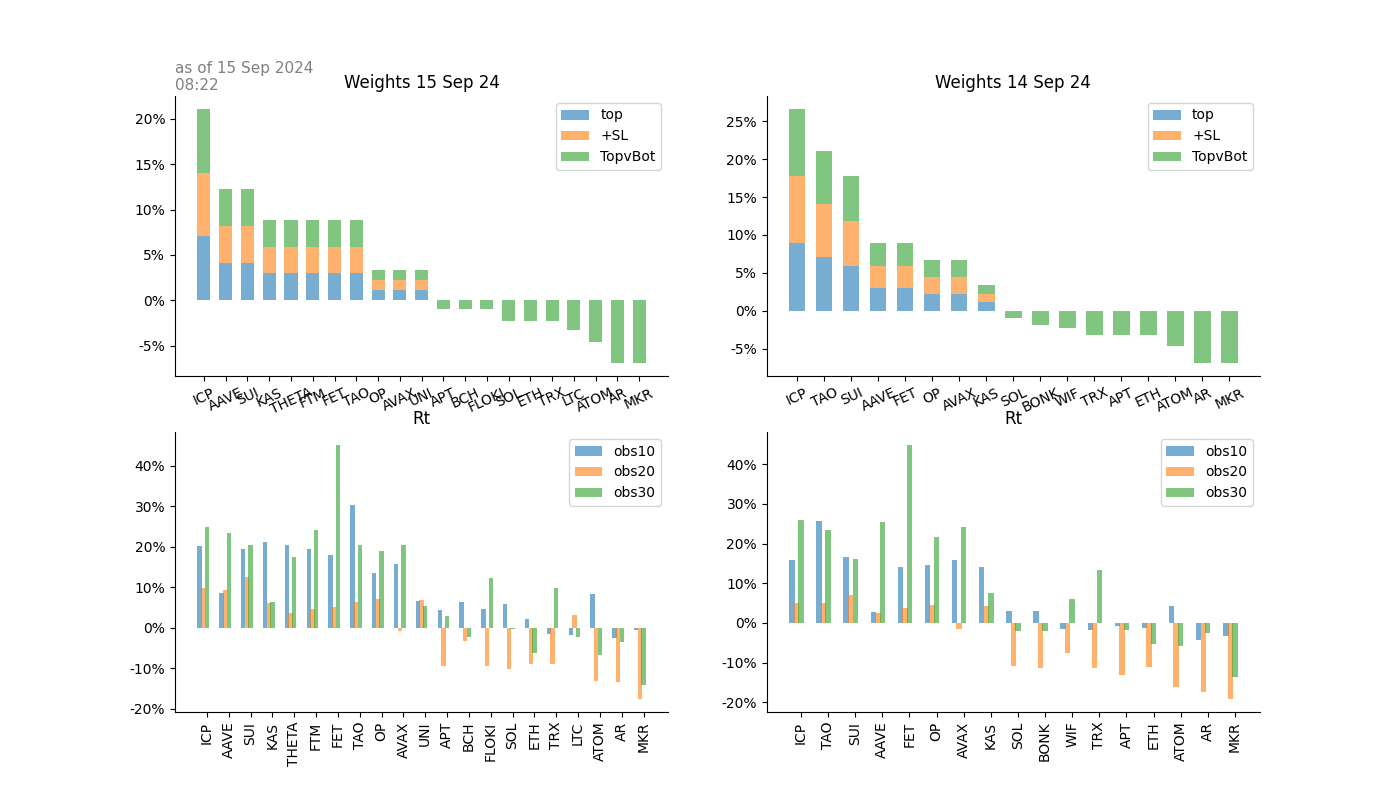 as of 15 Sep 2024
08:22
Weights 15 Sep 24
20%
15%
10%
5%
0%
-5%
top
+SL
TopvBot
ICP AAVE SUI KAS THETA FTM FET TAO OP AVAX UNI APT BCH FLOKI SOL ETH TRX LTC ATOM AR MKR
Weights 14 Sep 24
25%
20%
15%
10%
5%
0%
-5%
top
+SL
TopvBot
ICP TAO SUI AAVE FET OP AVAX KAS SOL BONK WIF TRX APT ETH ATOM AR MKR
Rt
40%
30%
20%
10%
0%
-10%
-20%
obs10
obs20
obs30
ICP AAVE SUI KAS THETA FTM FET TAO OP AVAX UNI APT BCH FLOKI SOL ETH TRX LTC ATOM AR MKR
Rt
40%
30%
20%
10%
0%
-10%
-20%
obs10
obs20
obs30
ICP TAO SUI AAVE FET OP AVAX KAS SOL BONK WIF TRX APT ETH ATOM AR MKR